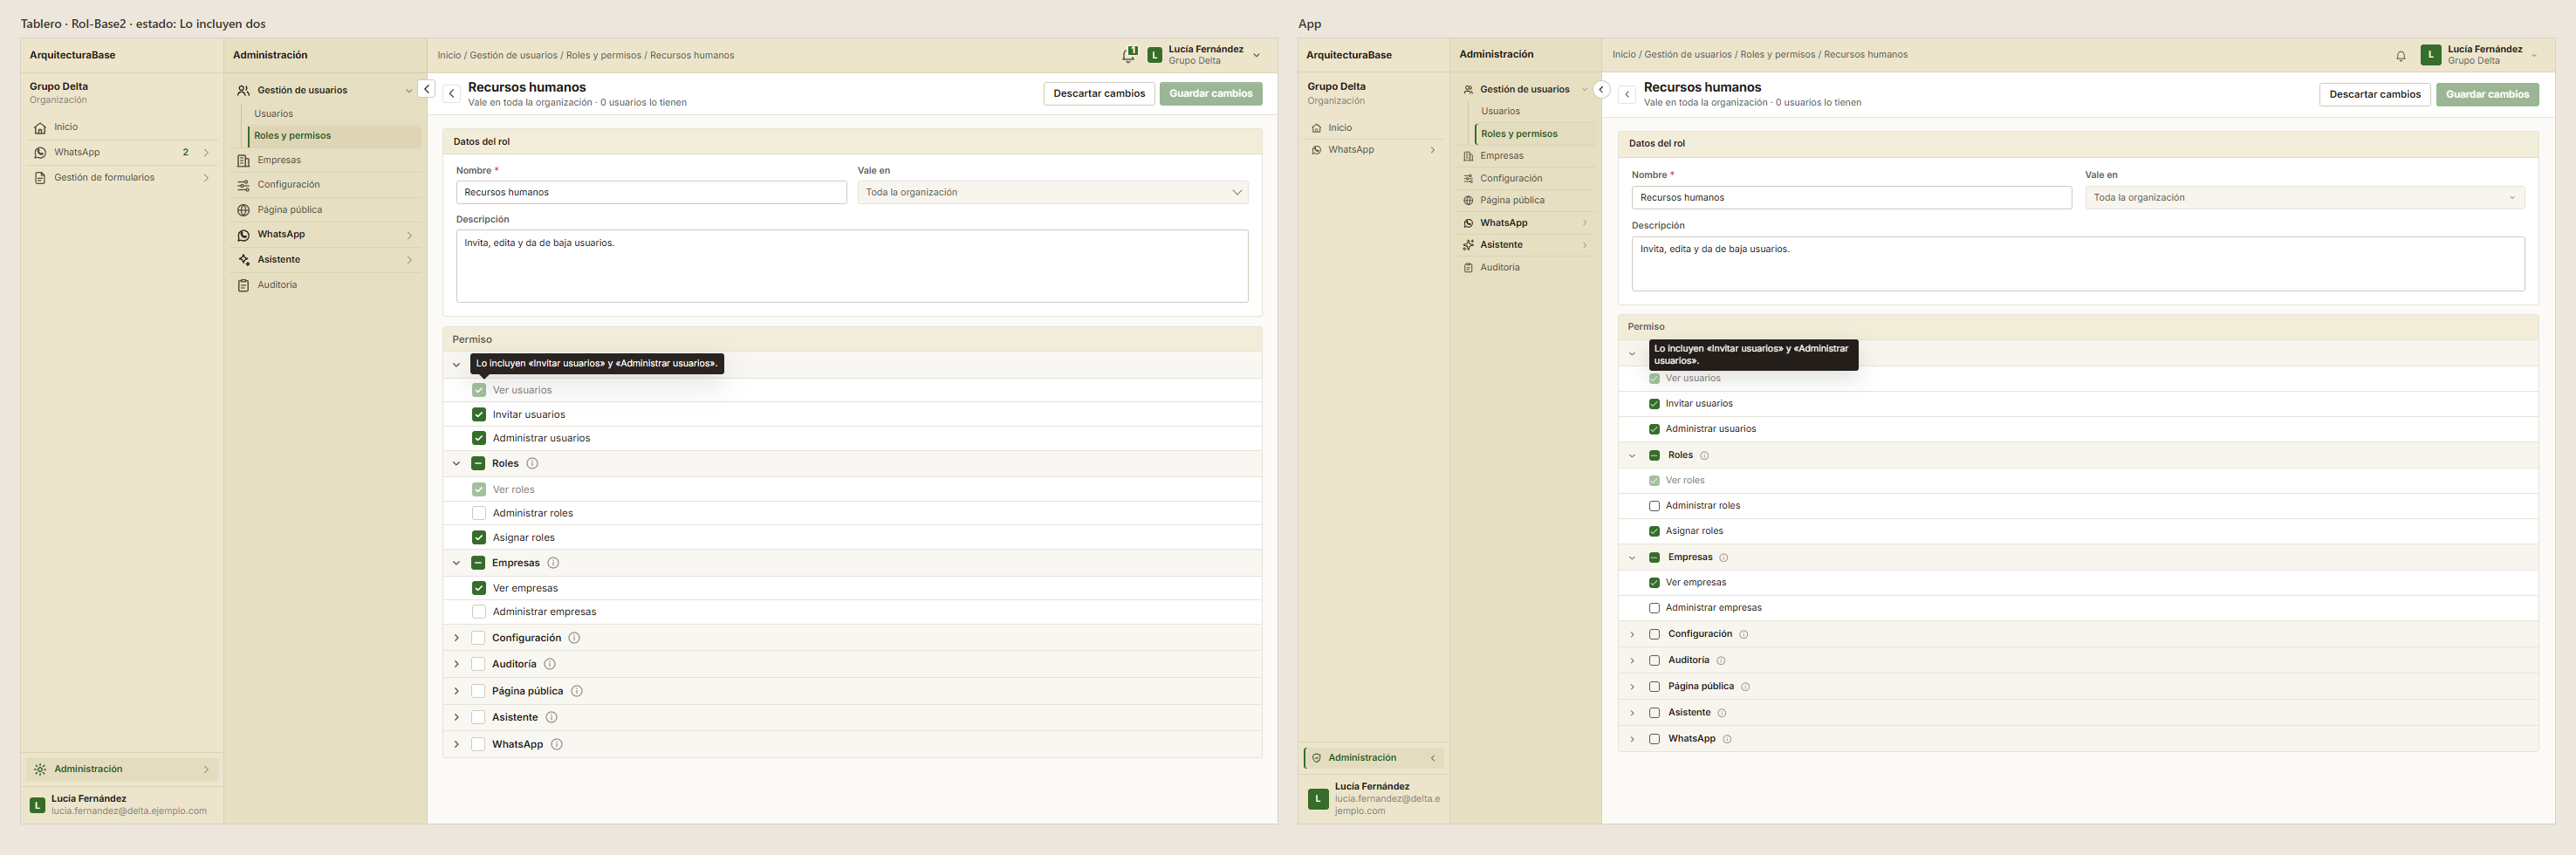 Tablero · Rol-Base2 · estado: Lo incluyen dos
ArquitecturaBase
Grupo Delta
Organización
Inicio
WhatsApp 2
Gestión de formularios
Administración
Lucía Fernández
lucia.fernandez@delta.ejemplo.com
Administración
Gestión de usuarios
Usuarios
Roles y permisos
Empresas
Configuración
Página pública
WhatsApp
Asistente
Auditoría
Inicio / Gestión de usuarios / Roles y permisos / Recursos humanos
1
L
Lucía Fernández
Grupo Delta
Recursos humanos
Vale en toda la organización · 0 usuarios lo tienen
Descartar cambios
Guardar cambios
Datos del rol
Nombre *
Recursos humanos
Vale en
Toda la organización
Descripción
Invita, edita y da de baja usuarios.
Permiso
Lo incluyen «Invitar usuarios» y «Administrar usuarios».
Ver usuarios
Invitar usuarios
Administrar usuarios
Roles
Ver roles
Administrar roles
Asignar roles
Empresas
Ver empresas
Administrar empresas
Configuración
Auditoría
Página pública
Asistente
WhatsApp
L
App
ArquitecturaBase
Grupo Delta
Organización
Inicio
WhatsApp
Administración
L
Lucía Fernández
lucia.fernandez@delta.e
jemplo.com
Administración
Gestión de usuarios
Usuarios
Roles y permisos
Empresas
Configuración
Página pública
WhatsApp
Asistente
Auditoría
Inicio / Gestión de usuarios / Roles y permisos / Recursos humanos
L
Lucía Fernández
Grupo Delta
Recursos humanos
Vale en toda la organización · 0 usuarios lo tienen
Descartar cambios
Guardar cambios
Datos del rol
Nombre *
Recursos humanos
Vale en
Toda la organización
Descripción
Invita, edita y da de baja usuarios.
Permiso
Lo incluyen «Invitar usuarios» y «Administrar
usuarios».
Ver usuarios
Invitar usuarios
Administrar usuarios
Roles
Ver roles
Administrar roles
Asignar roles
Empresas
Ver empresas
Administrar empresas
Configuración
Auditoría
Página pública
Asistente
WhatsApp